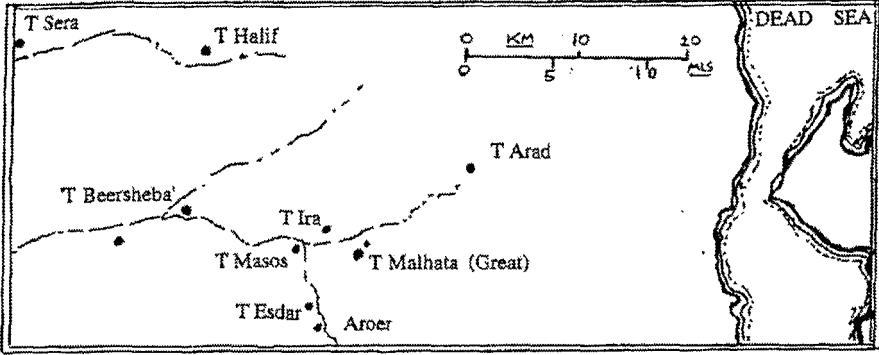 T Sera
T Halif
DEAD SEA
0 KM 10 20
0 5 10 MLS
T Arad
'T Beersheba'
T Ira
T Masos
T Malhata (Great)
T Esdar
Aroer